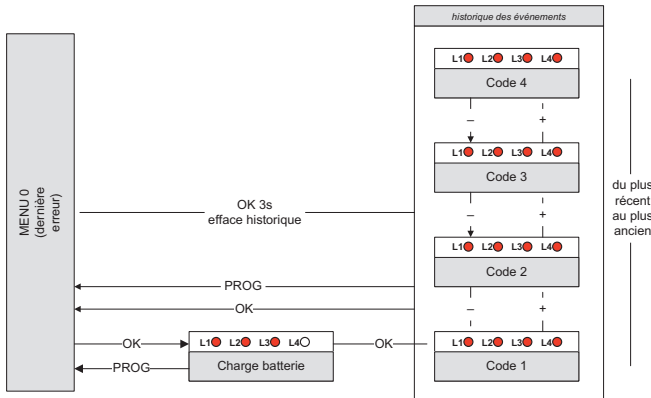 historique des événements
L1 L2 L3 L4
Code 4
– +
L1 L2 L3 L4
Code 3
– +
L1 L2 L3 L4
Code 2
– +
L1 L2 L3 L4
Code 1
du plus
récent
au plus
ancien
MENU 0
(dernière
erreur)
OK 3s
efface historique
PROG
OK
OK
L1 L2 L3 L4
Charge batterie
OK
PROG